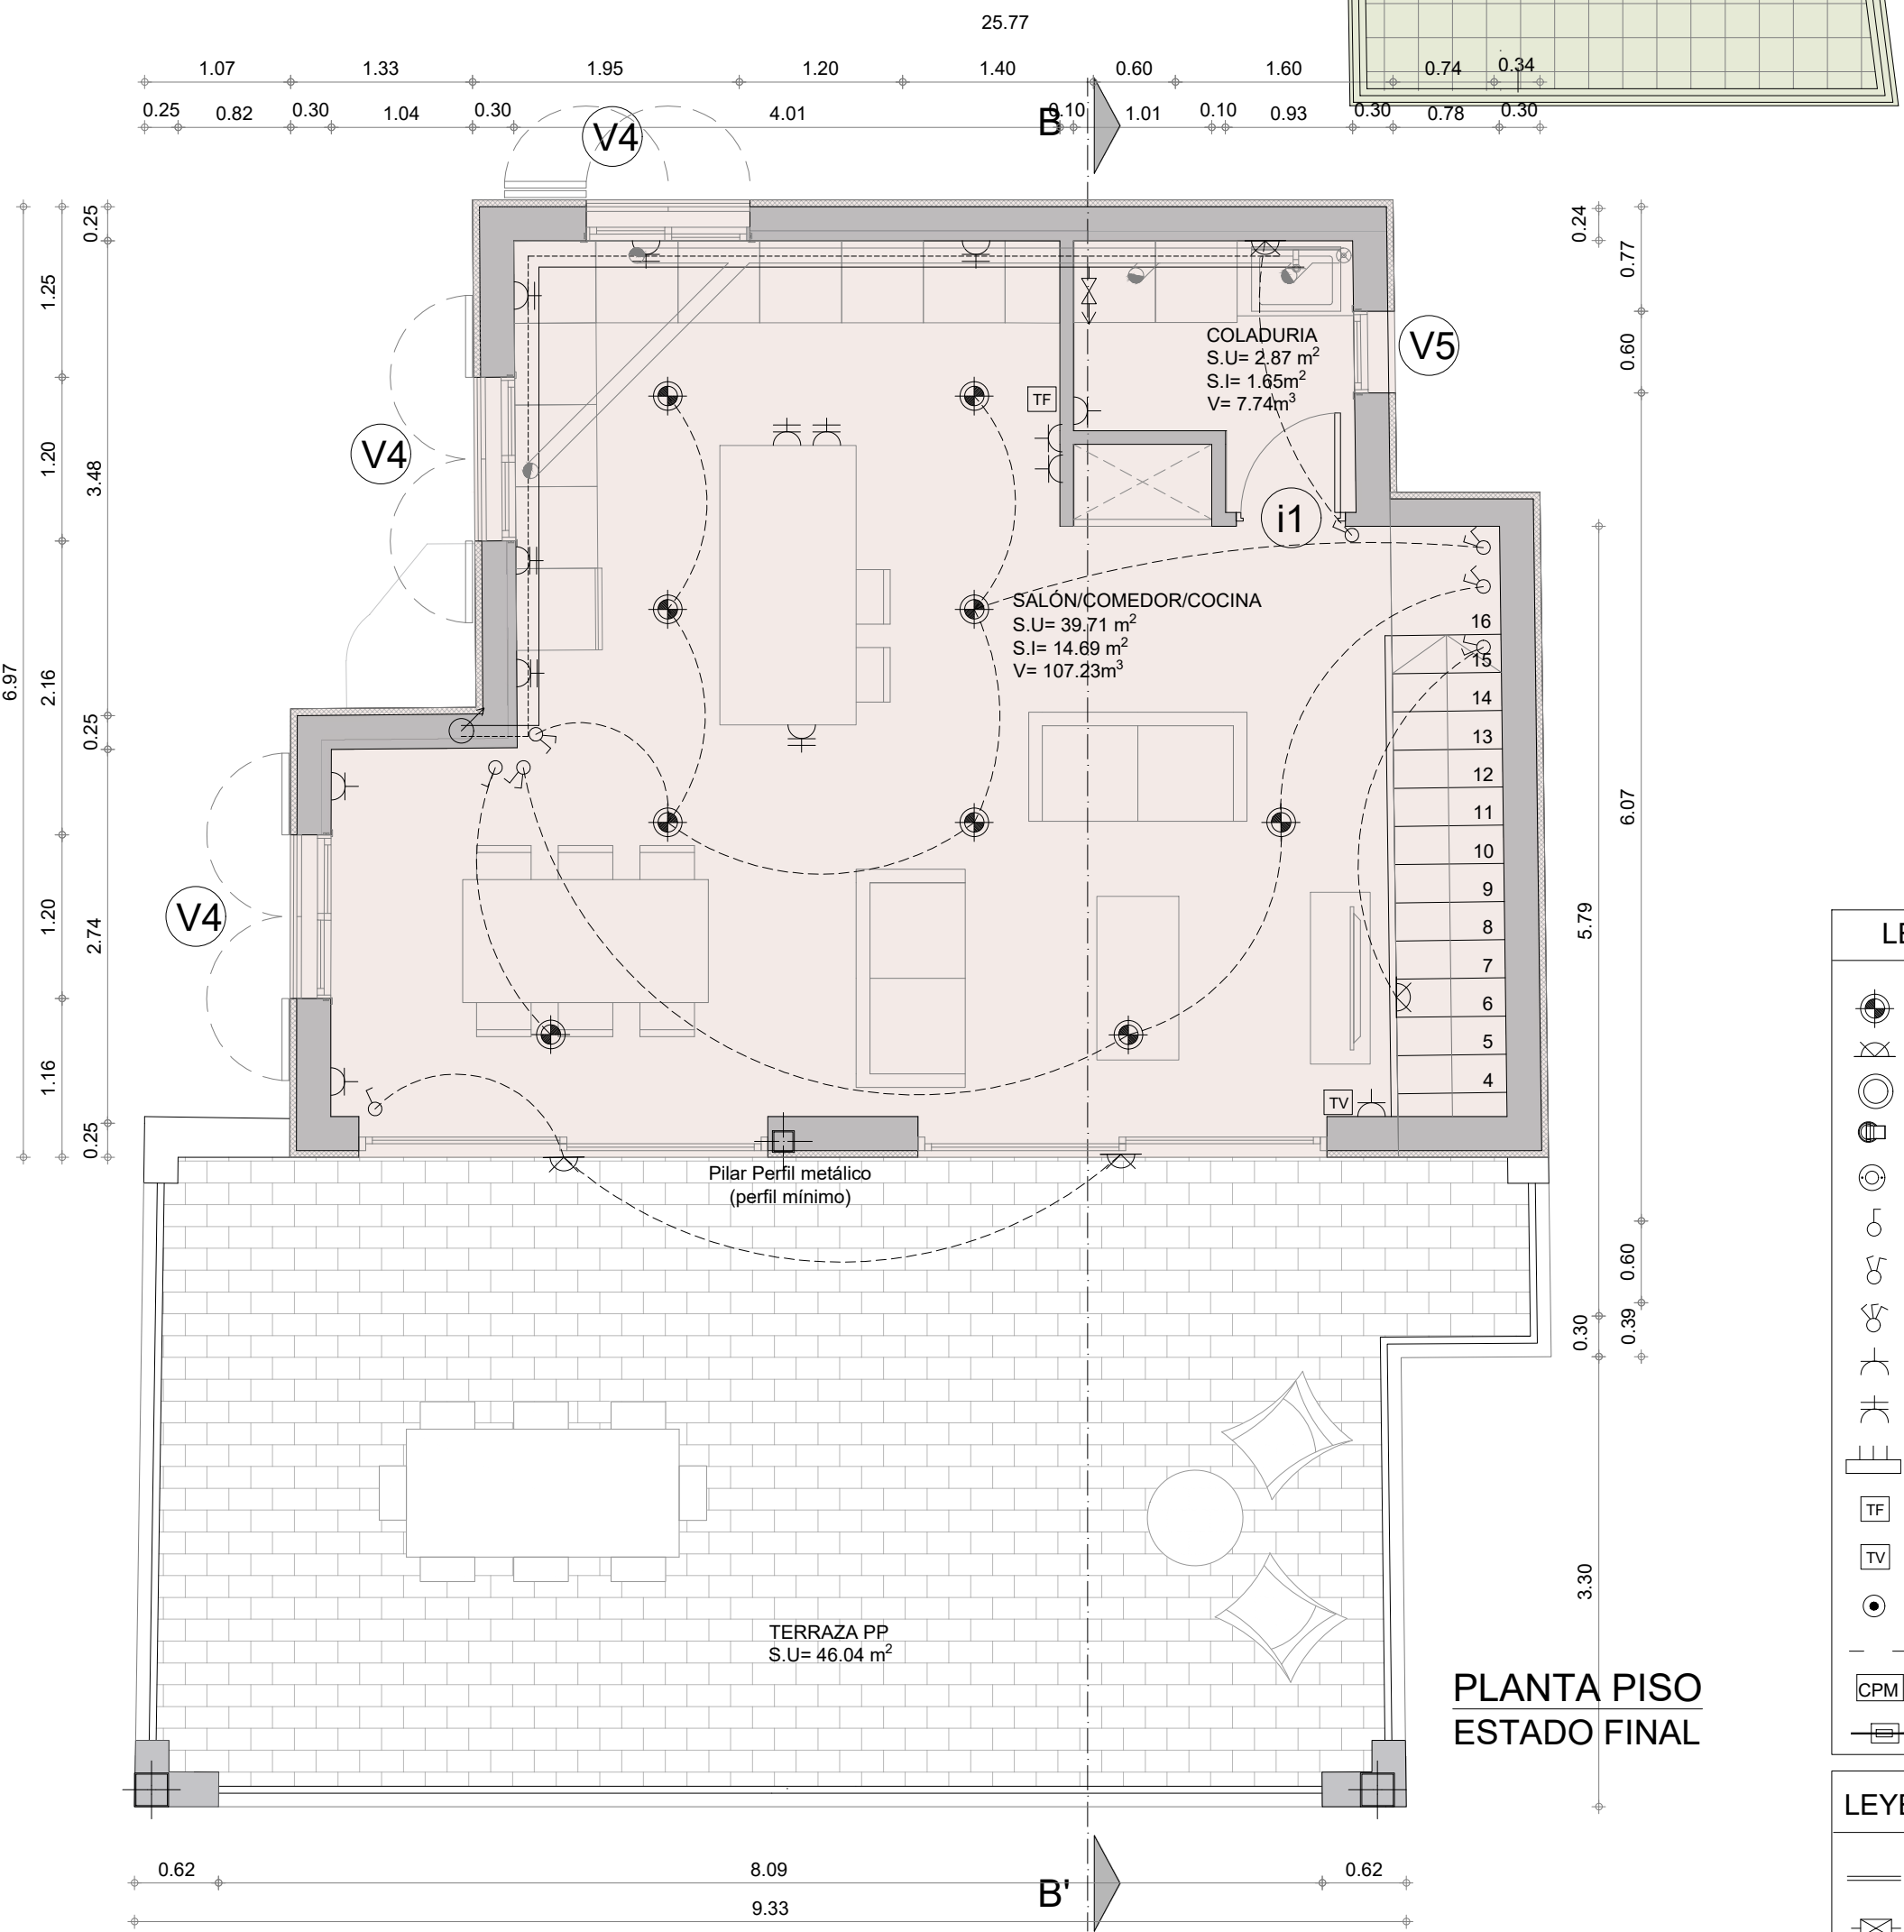 25.77
1.07 1.33 1.95 1.20 1.40 0.60 1.60 0.74 0.34
0.25 0.82 0.30 1.04 0.30 4.01 0.10 1.01 0.10 0.93 0.30 0.78 0.30
B
V4
0.25
0.24
1.25
0.77
COLADURIA
S.U= 2.87 m²
S.I= 1.65m²
V= 7.74m³
V5
0.60
TF
V4
1.20
3.48
i1
SALÓN/COMEDOR/COCINA
S.U= 39.71 m²
S.I= 14.69 m²
V= 107.23m³
16
15
14
13
12
11
10
9
8
7
6
5
4
6.97
2.16
0.25
6.07
5.79
V4
1.20
2.74
1.16
0.25
TV
Pilar Perfil metálico
(perfil mínimo)
0.60
0.30
0.39
3.30
TERRAZA PP
S.U= 46.04 m²
PLANTA PISO
ESTADO FINAL
TF
TV
CPM
0.62 8.09 0.62
B'
9.33